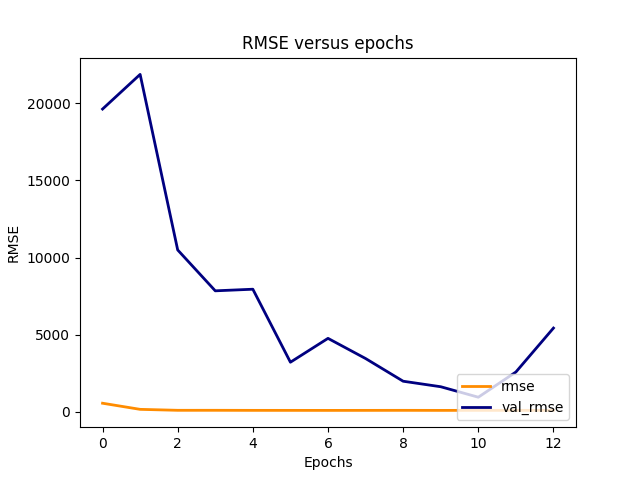 RMSE versus epochs
RMSE
20000
15000
10000
5000
0
0 2 4 6 8 10 12
Epochs
rmse
val_rmse